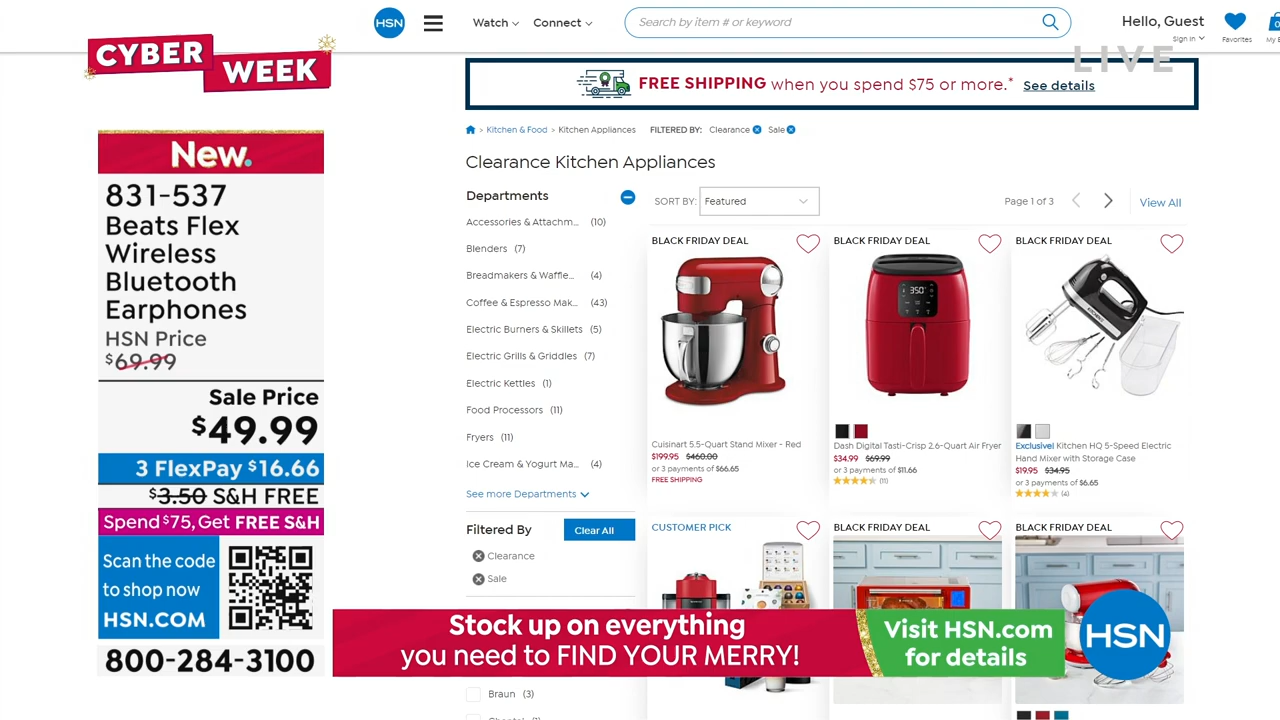 HSN
Watch
Connect
Search by item # or keyword
Hello, Guest
Sign In
Favorites
0
LIVE
CYBER
WEEK
FREE SHIPPING when you spend $75 or more.* See details
> Kitchen & Food > Kitchen Appliances FILTERED BY: Clearance Sale
Clearance Kitchen Appliances
New.
831-537
Beats Flex
Wireless
Bluetooth
Earphones
HSN Price
$69.99
Sale Price
$49.99
3 FlexPay $16.66
$3.50 S&H FREE
Spend $75, Get FREE S&H
Scan the code
to shop now
HSN.COM
800-284-3100
Departments
Accessories & Attachm... (10)
Blenders (7)
Breadmakers & Waffle... (4)
Coffee & Espresso Mak... (43)
Electric Burners & Skillets (5)
Electric Grills & Griddles (7)
Electric Kettles (1)
Food Processors (11)
Fryers (11)
Ice Cream & Yogurt Ma... (4)
See more Departments
Filtered By
Clear All
Clearance
Sale
Braun (3)
SORT BY: Featured
Page 1 of 3
View All
BLACK FRIDAY DEAL
Cuisinart 5.5-Quart Stand Mixer - Red
$199.95 $460.00
or 3 payments of $66.65
FREE SHIPPING
BLACK FRIDAY DEAL
350°
Dash Digital Tasti-Crisp 2.6-Quart Air Fryer
$34.99 $69.99
or 3 payments of $11.66
(11)
BLACK FRIDAY DEAL
Exclusive! Kitchen HQ 5-Speed Electric
Hand Mixer with Storage Case
$19.95 $34.95
or 3 payments of $6.65
(4)
CUSTOMER PICK
BLACK FRIDAY DEAL
BLACK FRIDAY DEAL
Stock up on everything
you need to FIND YOUR MERRY!
Visit HSN.com
for details
HSN